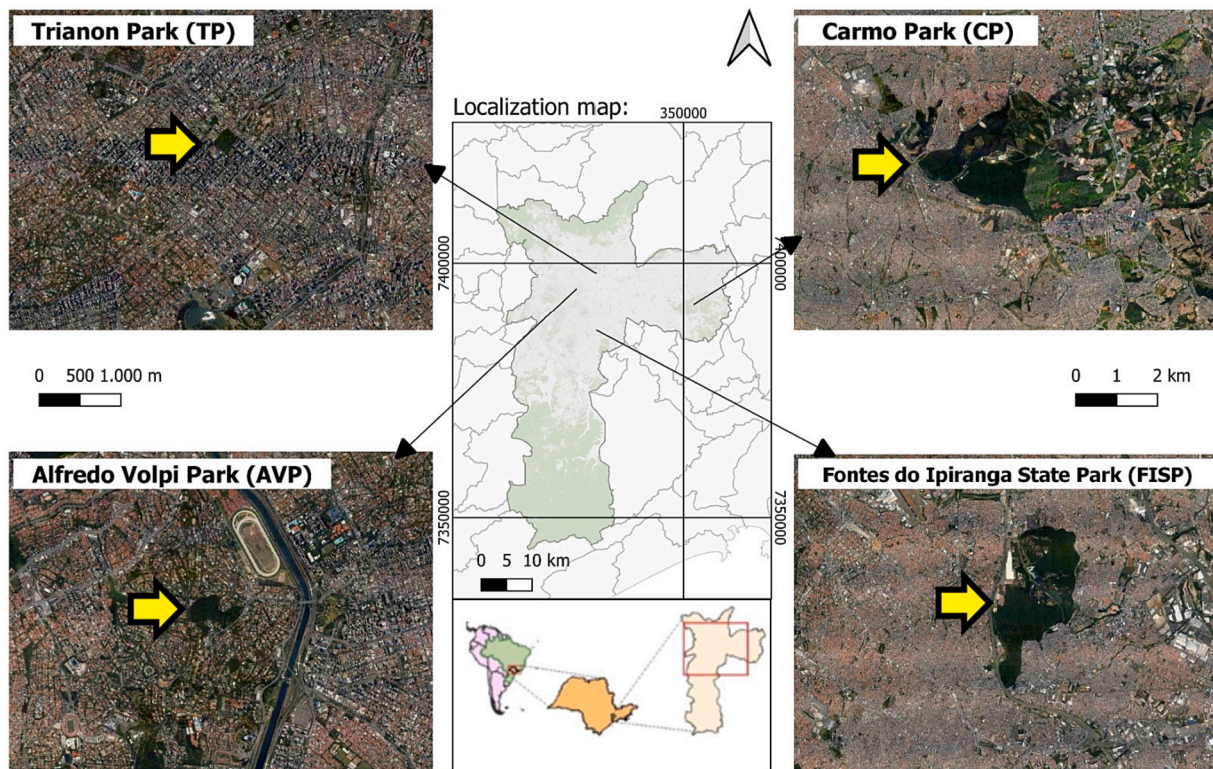 Trianon Park (TP)
Carmo Park (CP)
Localization map:
350000
7400000
7400000
0 500 1.000 m
0 1 2 km
Alfredo Volpi Park (AVP)
Fontes do Ipiranga State Park (FISP)
7350000
7350000
0 5 10 km